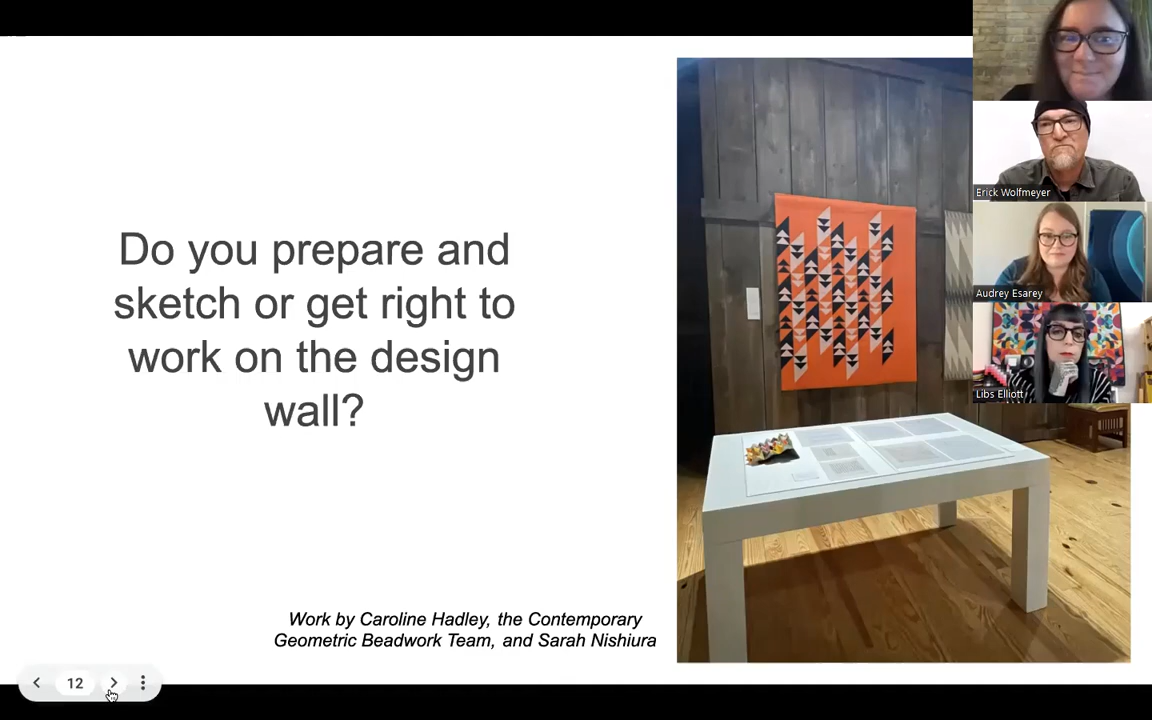 Do you prepare and
sketch or get right to
work on the design
wall?
Work by Caroline Hadley, the Contemporary
Geometric Beadwork Team, and Sarah Nishiura
Erick Wolfmeyer
Audrey Esarey
Libs Elliott
12